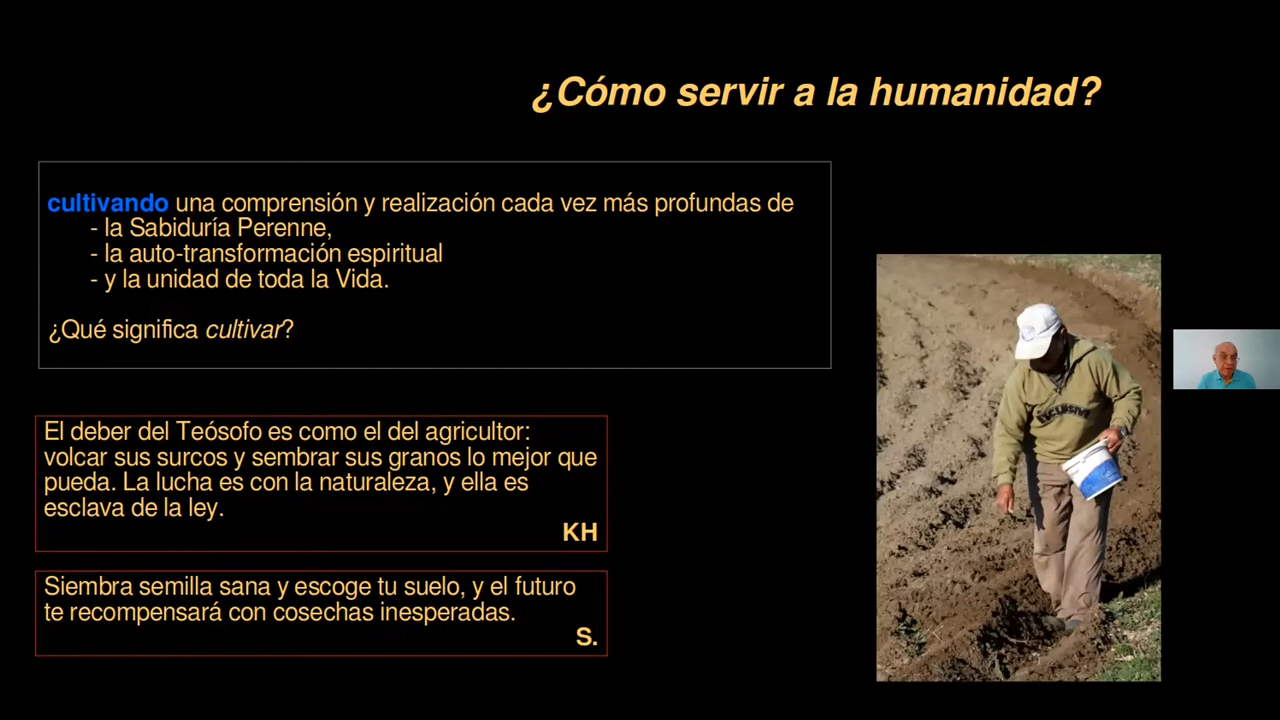 ¿Cómo servir a la humanidad?
cultivando una comprensión y realización cada vez más profundas de
- la Sabiduría Perenne,
- la auto-transformación espiritual
- y la unidad de toda la Vida.
¿Qué significa cultivar?
El deber del Teósofo es como el del agricultor:
volcar sus surcos y sembrar sus granos lo mejor que
pueda. La lucha es con la naturaleza, y ella es
esclava de la ley.
KH
Siembra semilla sana y escoge tu suelo, y el futuro
te recompensará con cosechas inesperadas.
S.